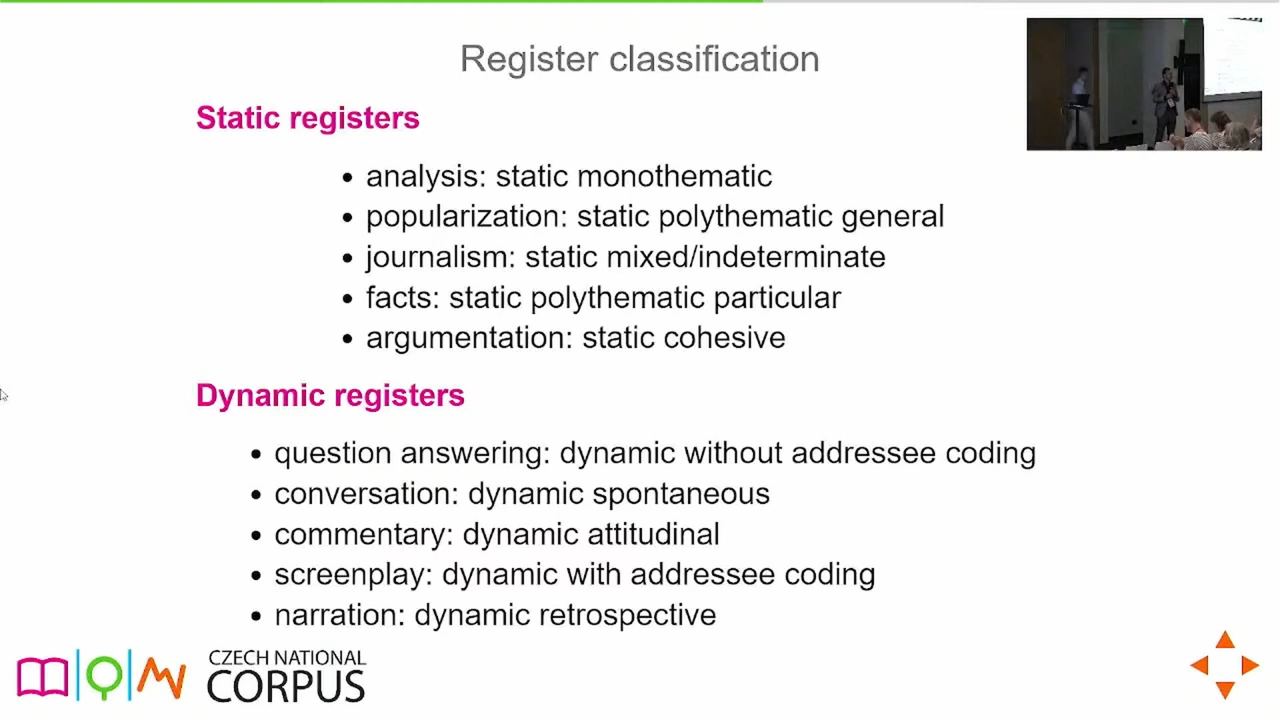 Register classification
Static registers
• analysis: static monothematic
• popularization: static polythematic general
• journalism: static mixed/indeterminate
• facts: static polythematic particular
• argumentation: static cohesive
Dynamic registers
• question answering: dynamic without addressee coding
• conversation: dynamic spontaneous
• commentary: dynamic attitudinal
• screenplay: dynamic with addressee coding
• narration: dynamic retrospective
CZECH NATIONAL
CORPUS